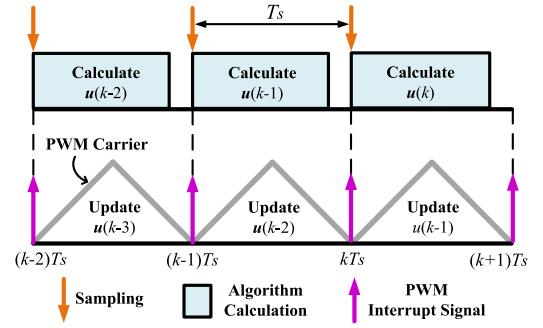 Ts
Calculate
u(k-2)
Calculate
u(k-1)
Calculate
u(k)
PWM Carrier
Update
u(k-3)
Update
u(k-2)
Update
u(k-1)
(k-2)Ts
(k-1)Ts
kTs
(k+1)Ts
Sampling
Algorithm
Calculation
PWM
Interrupt Signal